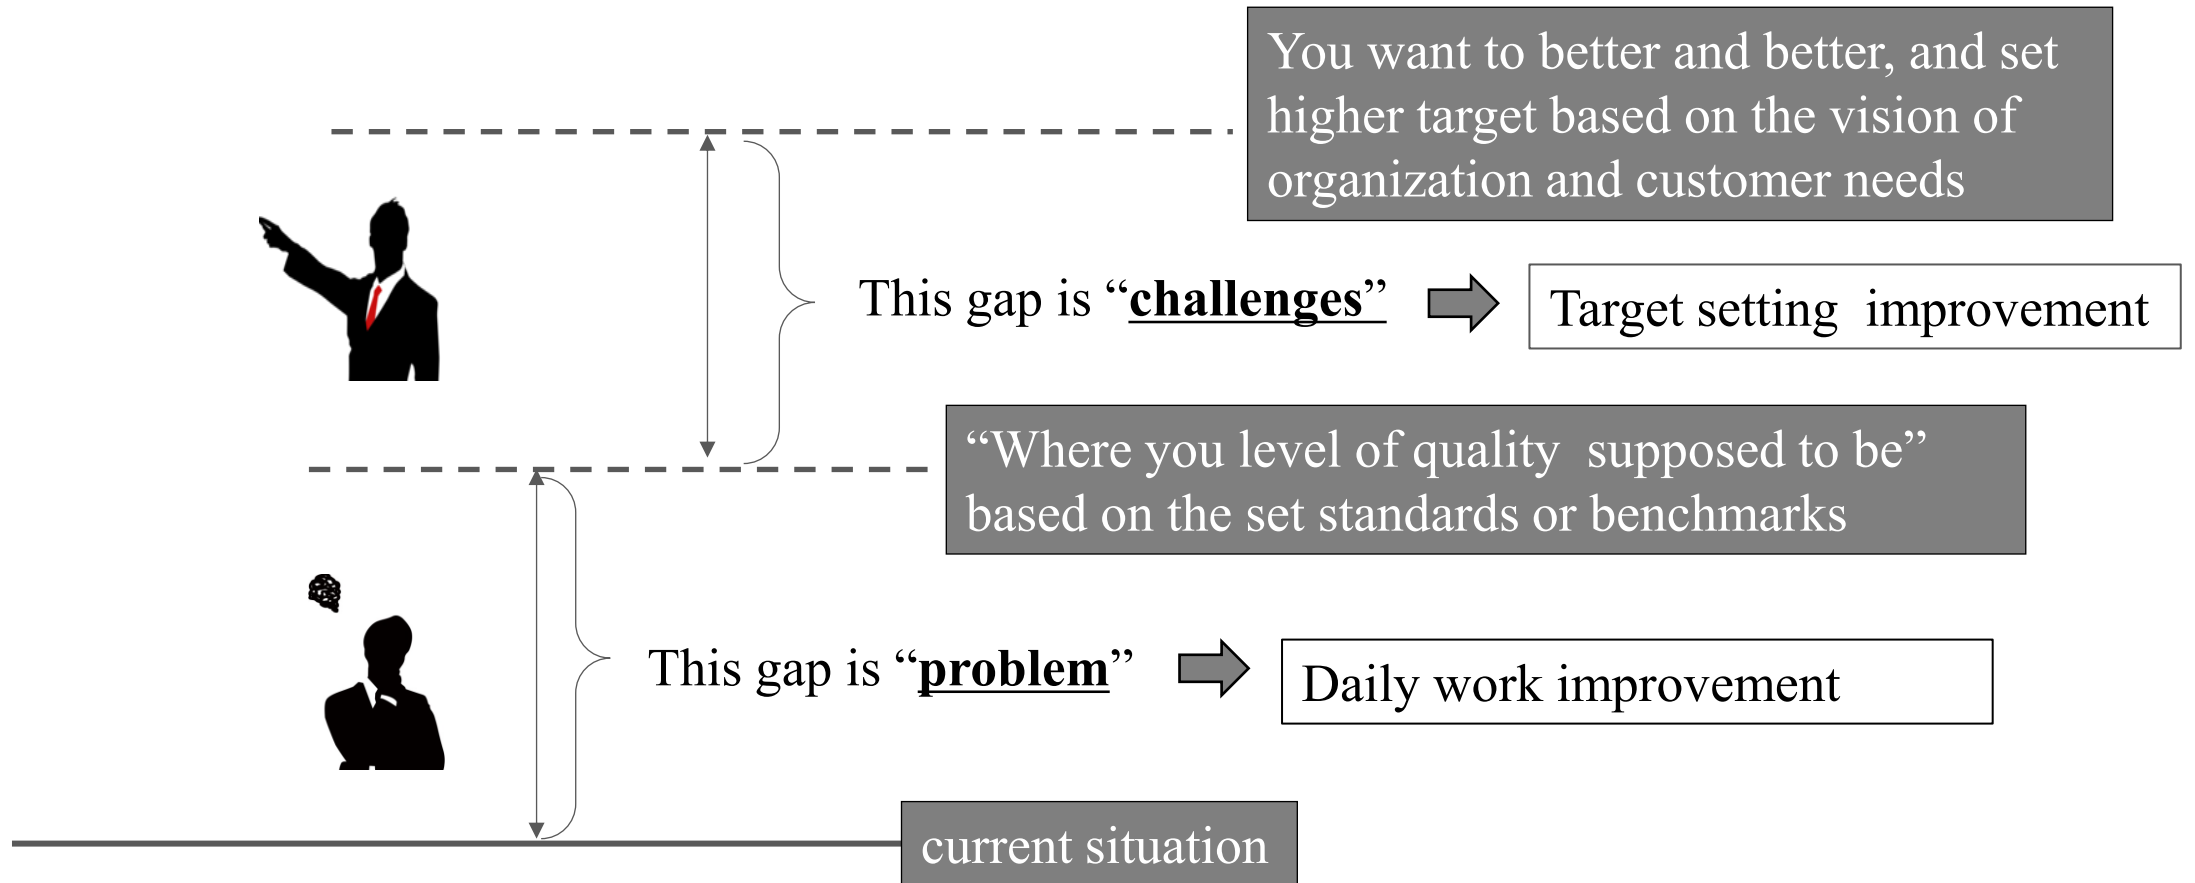 You want to better and better, and set
higher target based on the vision of
organization and customer needs
This gap is “challenges”
Target setting  improvement
“Where you level of quality  supposed to be”
based on the set standards or benchmarks
This gap is “problem”
Daily work improvement
current situation